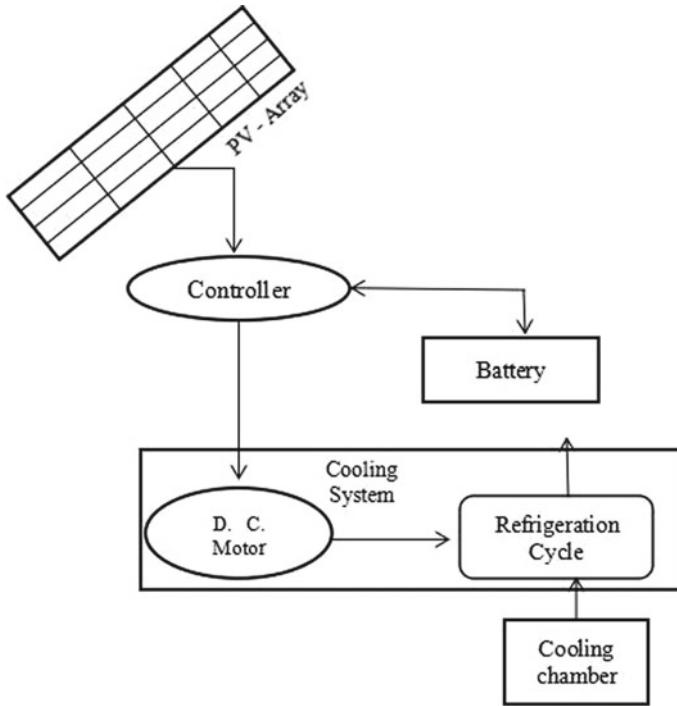 PV - Array
Controller
Battery
Cooling
System
D. C.
Motor
Refrigeration
Cycle
Cooling
chamber